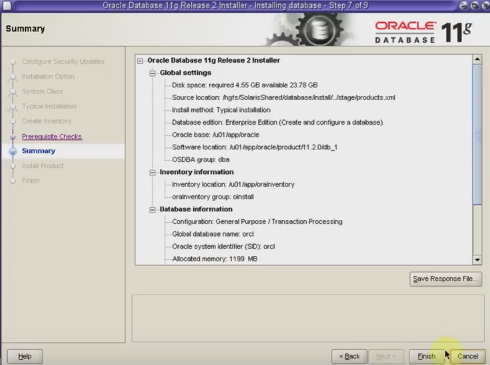 Oracle Database 11g Release 2 Installer - Installing database - Step 7 of 9
Summary
ORACLE
DATABASE
11g
Configure Security Updates
Installation Option
System Class
Typical Installation
Create Inventory
Prerequisite Checks
Summary
Install Product
Finish
Oracle Database 11g Release 2 Installer
Global settings
Disk space: required 4.55 GB available 23.78 GB
Source location: /hgfs/SolarisShared/database/install/../stage/products.xml
Install method: Typical installation
Database edition: Enterprise Edition (Create and configure a database)
Oracle base: /u01/app/oracle
Software location: /u01/app/oracle/product/11.2.0/db_1
OSDBA group: dba
Inventory information
Inventory location: /u01/app/oraInventory
oraInventory group: oinstall
Database information
Configuration: General Purpose / Transaction Processing
Global database name: orcl
Oracle system identifier (SID): orcl
Allocated memory: 1199 MB
Save Response File...
Help
< Back
Next >
Finish
Cancel